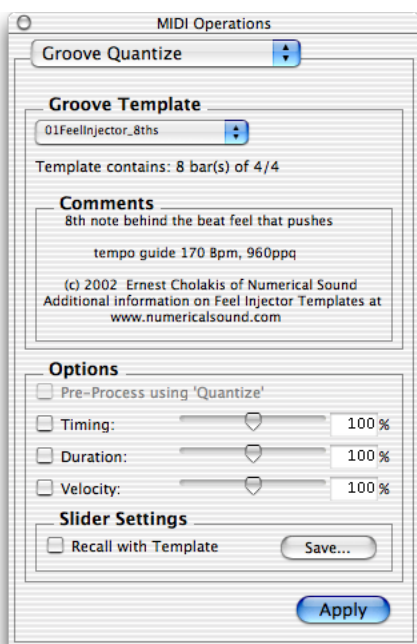 MIDI Operations
Groove Quantize
Groove Template
01FeelInjector_8ths
Template contains: 8 bar(s) of 4/4
Comments
8th note behind the beat feel that pushes
tempo guide 170 Bpm, 960ppq
(c) 2002  Ernest Cholakis of Numerical Sound
Additional information on Feel Injector Templates at
www.numericalsound.com
Options
Pre-Process using 'Quantize'
Timing: 100 %
Duration: 100 %
Velocity: 100 %
Slider Settings
Recall with Template Save...
Apply